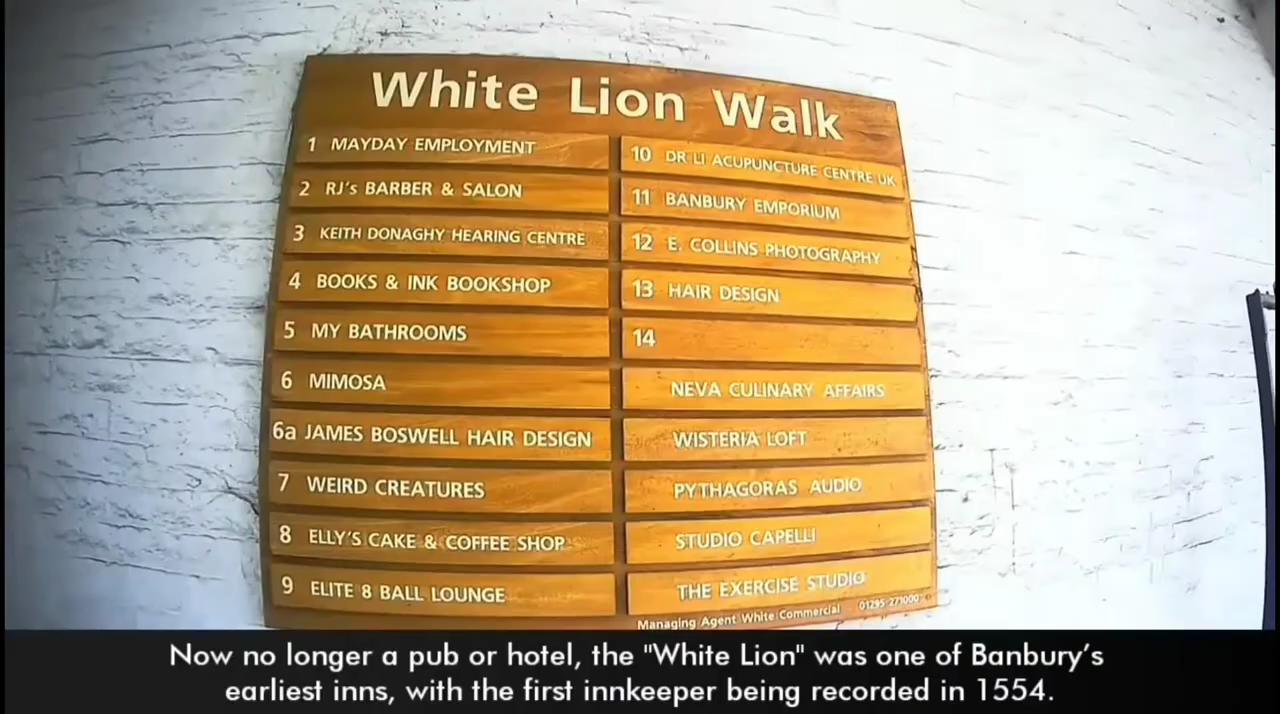 White Lion Walk
1 MAYDAY EMPLOYMENT
2 RJ's BARBER & SALON
3 KEITH DONAGHY HEARING CENTRE
4 BOOKS & INK BOOKSHOP
5 MY BATHROOMS
6 MIMOSA
6a JAMES BOSWELL HAIR DESIGN
7 WEIRD CREATURES
8 ELLY'S CAKE & COFFEE SHOP
9 ELITE 8 BALL LOUNGE
10 DR LI ACUPUNCTURE CENTRE UK
11 BANBURY EMPORIUM
12 E. COLLINS PHOTOGRAPHY
13 HAIR DESIGN
14
NEVA CULINARY AFFAIRS
WISTERIA LOFT
PYTHAGORAS AUDIO
STUDIO CAPELLI
THE EXERCISE STUDIO
Managing Agent White Commercial 01295 271000
Now no longer a pub or hotel, the "White Lion" was one of Banbury's
earliest inns, with the first innkeeper being recorded in 1554.